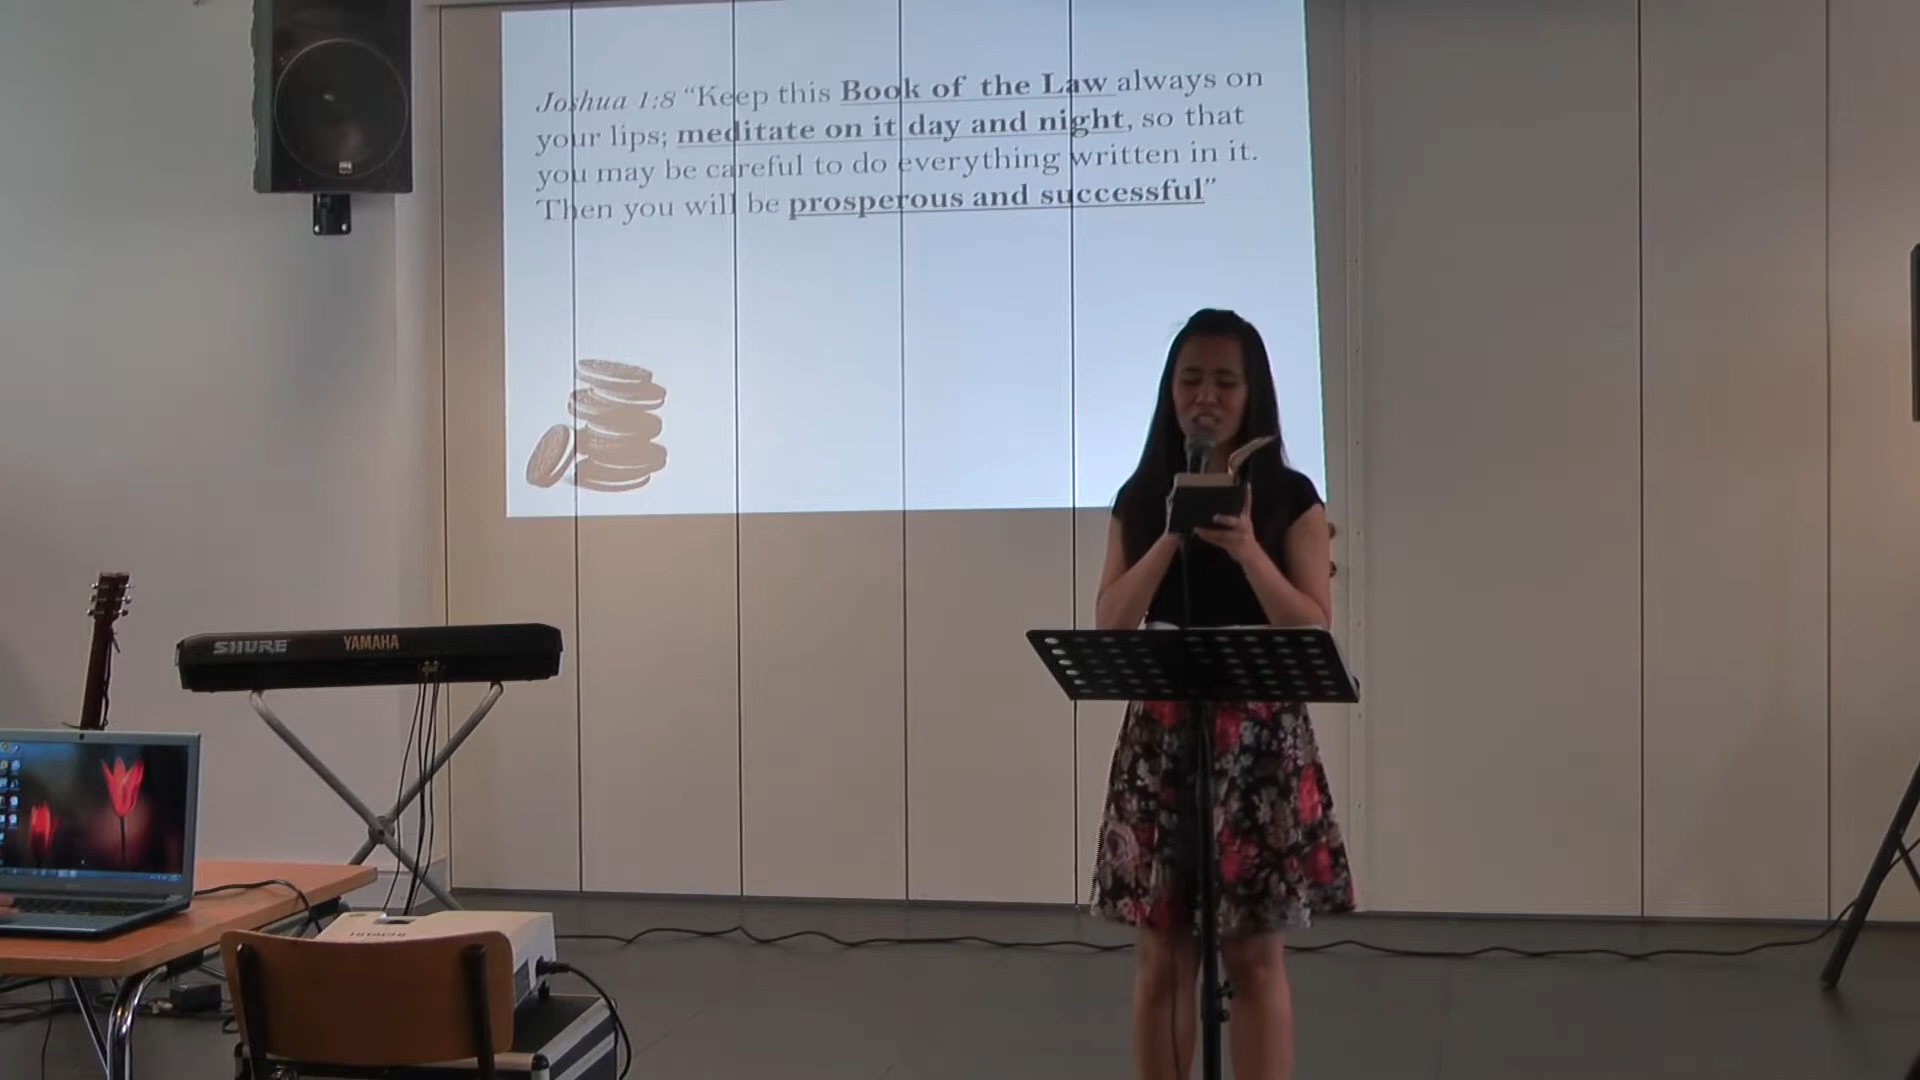 Joshua 1:8 “Keep this Book of the Law always on
your lips; meditate on it day and night, so that
you may be careful to do everything written in it.
Then you will be prosperous and successful”
SHURE YAMAHA
HITACHI